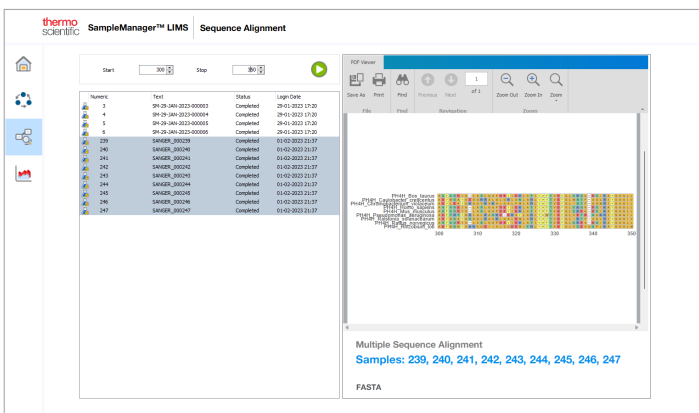 thermo
scientific
SampleManager™ LIMS
Sequence Alignment
Start 300 Stop 350
Numeric Text Status Login Date
3 SM-29-JAN-2023-000003 Completed 29-01-2023 17:20
4 SM-29-JAN-2023-000004 Completed 29-01-2023 17:20
5 SM-29-JAN-2023-000005 Completed 29-01-2023 17:20
6 SM-29-JAN-2023-000006 Completed 29-01-2023 17:20
239 SANGER_000239 Completed 01-02-2023 21:37
240 SANGER_000240 Completed 01-02-2023 21:37
241 SANGER_000241 Completed 01-02-2023 21:37
242 SANGER_000242 Completed 01-02-2023 21:37
243 SANGER_000243 Completed 01-02-2023 21:37
244 SANGER_000244 Completed 01-02-2023 21:37
245 SANGER_000245 Completed 01-02-2023 21:37
246 SANGER_000246 Completed 01-02-2023 21:37
247 SANGER_000247 Completed 01-02-2023 21:37
PDF Viewer
1
Save As Print Find Previous Next of 1 Zoom Out Zoom In Zoom
File Find Navigation Zoom
PH4H_Bos_taurus
PH4H_Chromobacterium_violaceum
PH4H_Homo_sapiens
PH4H_Mus_musculus
PH4H_Pseudomonas_aeruginosa
PH4H_Ralstonia_solanacearum
PH4H_Rattus_norvegicus
300 310 320 330 340 350
Multiple Sequence Alignment
Samples: 239, 240, 241, 242, 243, 244, 245, 246, 247
FASTA